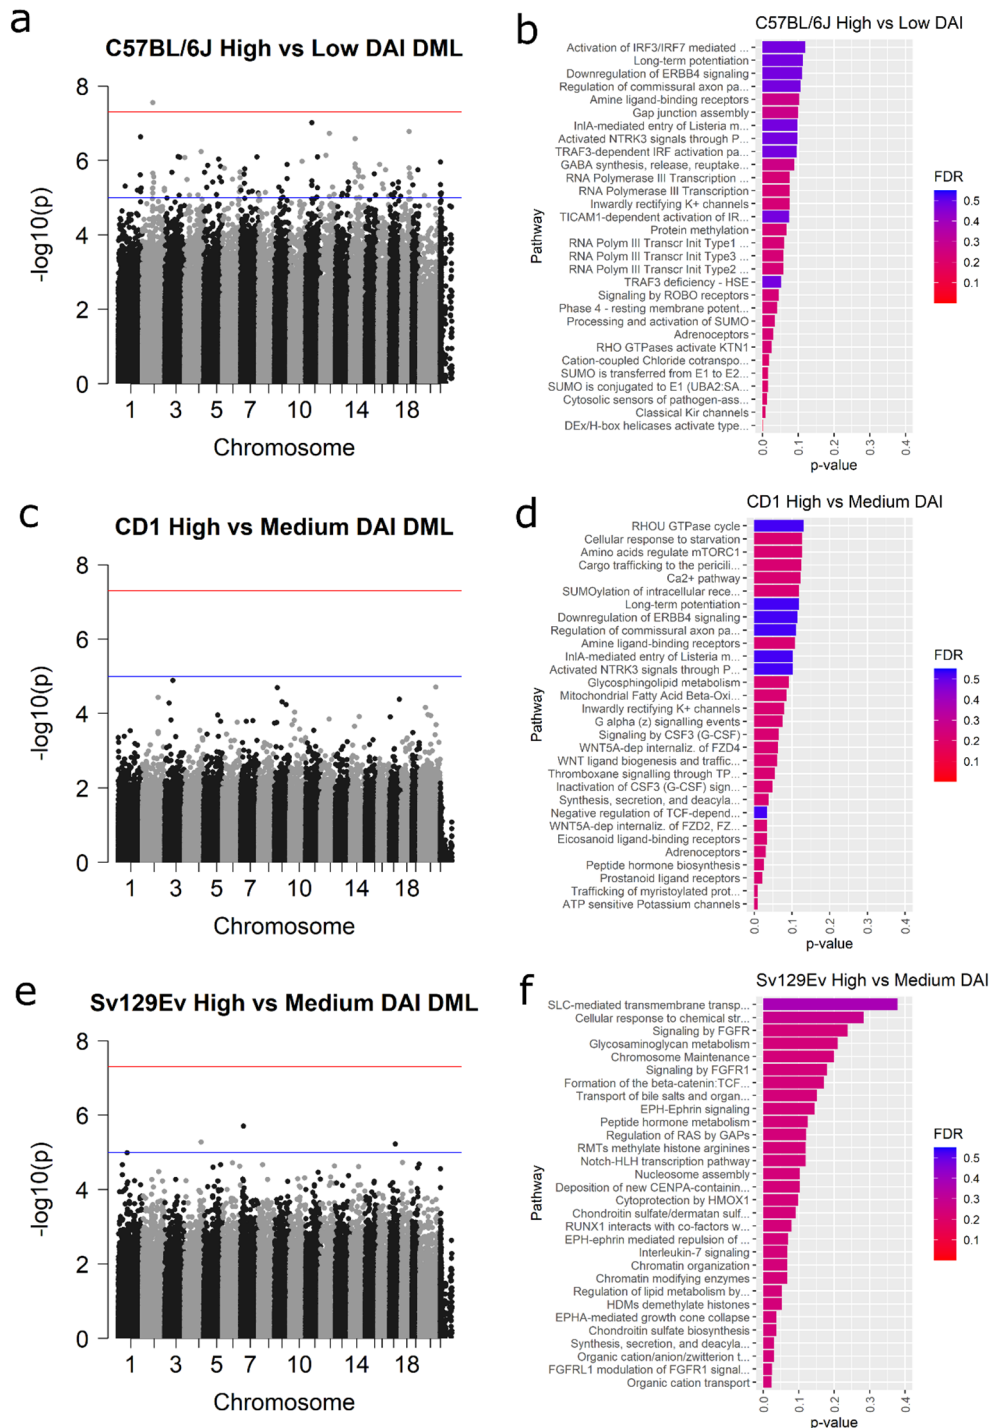 a
C57BL/6J High vs Low DAI DML
8
6
4
2
0
-log10(p)
1 3 5 7 10 14 18
Chromosome
b
C57BL/6J High vs Low DAI
Activation of IRF3/IRF7 mediated ...
Long-term potentiation
Downregulation of ERBB4 signaling
Regulation of commissural axon pa...
Amine ligand-binding receptors
Gap junction assembly
InlA-mediated entry of Listeria m...
Activated NTRK3 signals through P...
TRAF3-dependent IRF activation pa...
GABA synthesis, release, reuptake...
RNA Polymerase III Transcription ...
RNA Polymerase III Transcription
Inwardly rectifying K+ channels
TICAM1-dependent activation of IR...
Protein methylation
RNA Polym III Transcr Init Type1 ...
RNA Polym III Transcr Init Type3 ...
RNA Polym III Transcr Init Type2 ...
TRAF3 deficiency - HSE
Signaling by ROBO receptors
Phase 4 - resting membrane potent...
Processing and activation of SUMO
Adrenoceptors
RHO GTPases activate KTN1
Cation-coupled Chloride cotranspo...
SUMO is transferred from E1 to E2...
SUMO is conjugated to E1 (UBA2:SA...
Cytosolic sensors of pathogen-ass...
Classical Kir channels
DEx/H-box helicases activate type...
Pathway
0.0 0.1 0.2 0.3 0.4
p-value
FDR
0.5
0.4
0.3
0.2
0.1
c
CD1 High vs Medium DAI DML
8
6
4
2
0
-log10(p)
1 3 5 7 10 14 18
Chromosome
d
CD1 High vs Medium DAI
RHOU GTPase cycle
Cellular response to starvation
Amino acids regulate mTORC1
Cargo trafficking to the pericili...
Ca2+ pathway
SUMOylation of intracellular rece...
Long-term potentiation
Downregulation of ERBB4 signaling
Regulation of commissural axon pa...
Amine ligand-binding receptors
InlA-mediated entry of Listeria m...
Activated NTRK3 signals through P...
Glycosphingolipid metabolism
Mitochondrial Fatty Acid Beta-Oxi...
Inwardly rectifying K+ channels
G alpha (z) signalling events
Signaling by CSF3 (G-CSF)
WNT5A-dep internaliz. of FZD4
WNT ligand biogenesis and traffic...
Thromboxane signalling through TP...
Inactivation of CSF3 (G-CSF) sign...
Synthesis, secretion, and deacyla...
Negative regulation of TCF-depend...
WNT5A-dep internaliz. of FZD2, FZ...
Eicosanoid ligand-binding receptors
Adrenoceptors
Peptide hormone biosynthesis
Prostanoid ligand receptors
Trafficking of myristoylated prot...
ATP sensitive Potassium channels
Pathway
0.0 0.1 0.2 0.3 0.4
p-value
FDR
0.5
0.4
0.3
0.2
0.1
e
Sv129Ev High vs Medium DAI DML
8
6
4
2
0
-log10(p)
1 3 5 7 10 14 18
Chromosome
f
Sv129Ev High vs Medium DAI
SLC-mediated transmembrane transp...
Cellular response to chemical str...
Signaling by FGFR
Glycosaminoglycan metabolism
Chromosome Maintenance
Signaling by FGFR1
Formation of the beta-catenin:TCF...
Transport of bile salts and organ...
EPH-Ephrin signaling
Peptide hormone metabolism
Regulation of RAS by GAPs
RMTs methylate histone arginines
Notch-HLH transcription pathway
Nucleosome assembly
Deposition of new CENPA-containin...
Cytoprotection by HMOX1
Chondroitin sulfate/dermatan sulf...
RUNX1 interacts with co-factors w...
EPH-ephrin mediated repulsion of ...
Interleukin-7 signaling
Chromatin organization
Chromatin modifying enzymes
Regulation of lipid metabolism by...
HDMs demethylate histones
EPHA-mediated growth cone collapse
Chondroitin sulfate biosynthesis
Synthesis, secretion, and deacyla...
Organic cation/anion/zwitterion t...
FGFRL1 modulation of FGFR1 signal...
Organic cation transport
Pathway
0.0 0.1 0.2 0.3 0.4
p-value
FDR
0.5
0.4
0.3
0.2
0.1